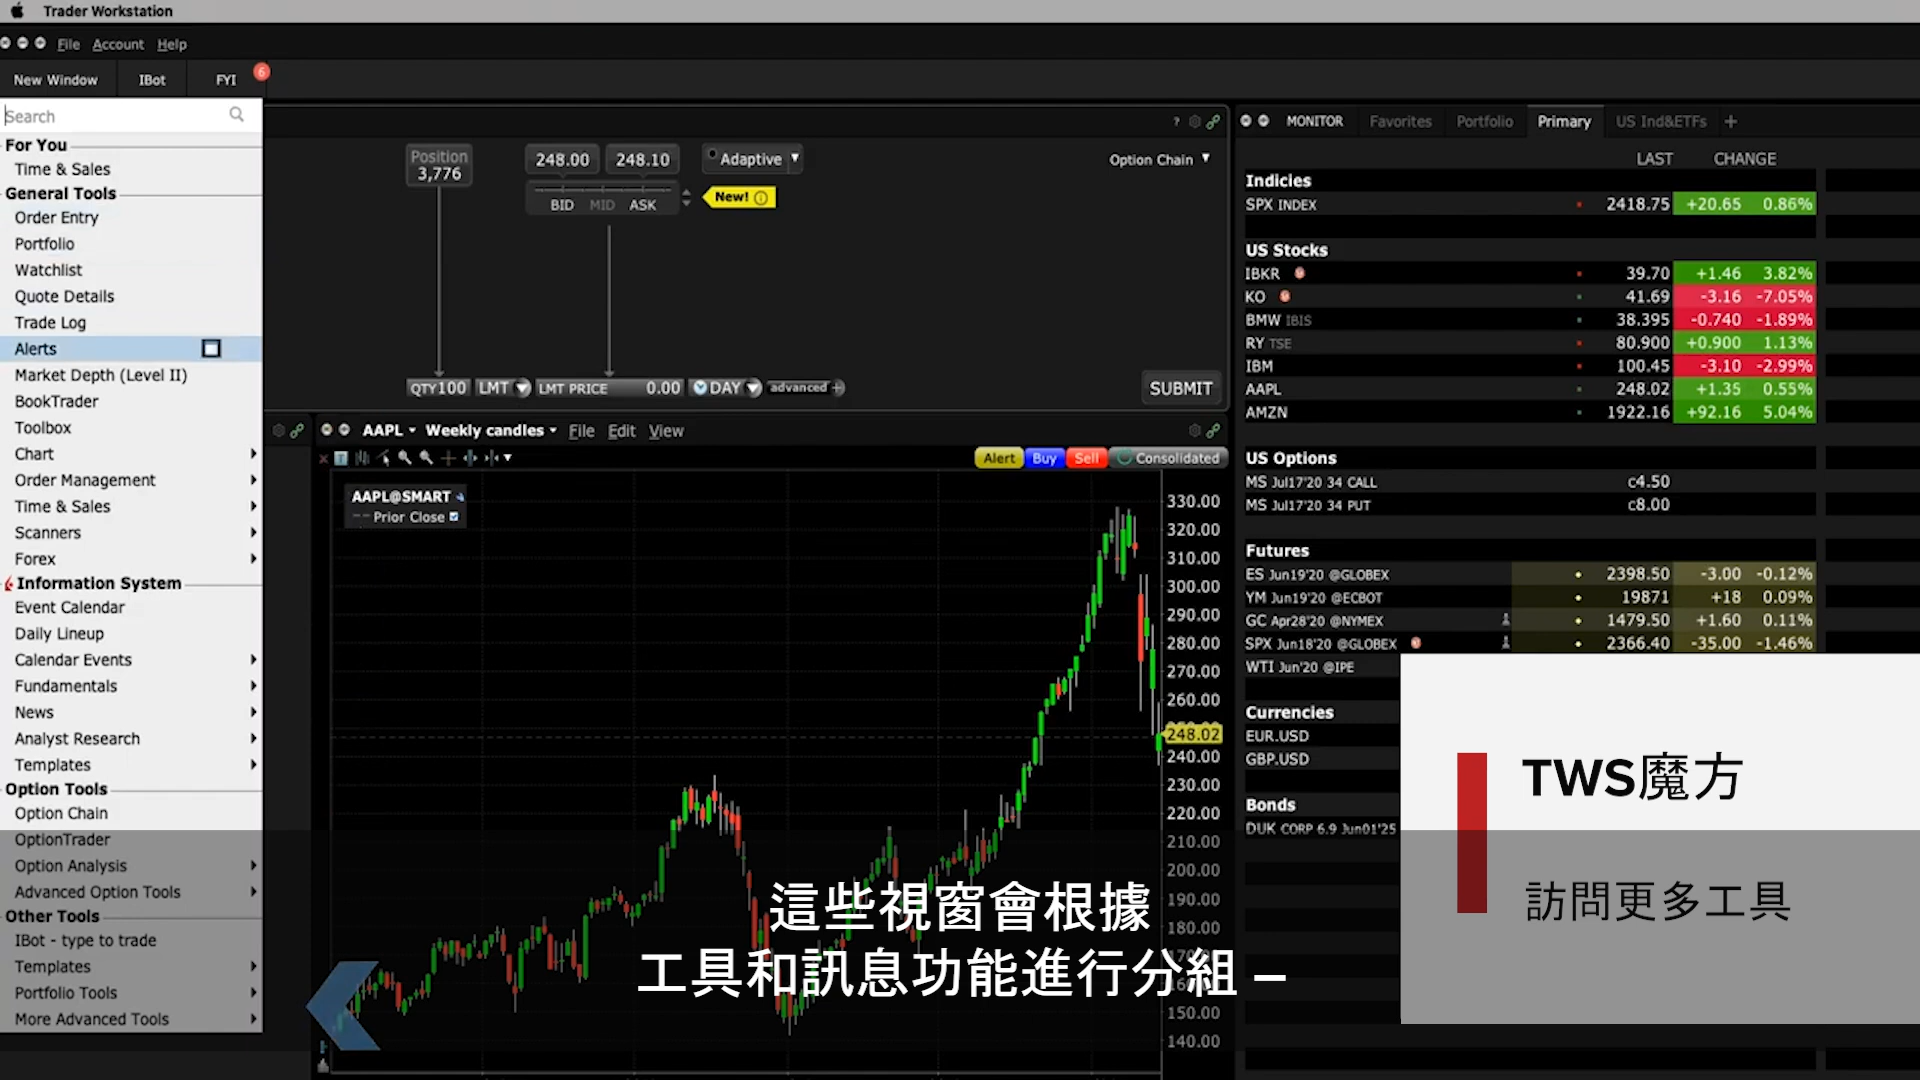 Trader Workstation
File Account Help
New Window IBot FYI 6
Search
For You
Time & Sales
General Tools
Order Entry
Portfolio
Watchlist
Quote Details
Trade Log
Alerts
Market Depth (Level II)
BookTrader
Toolbox
Chart
Order Management
Time & Sales
Scanners
Forex
Information System
Event Calendar
Daily Lineup
Calendar Events
Fundamentals
News
Analyst Research
Templates
Option Tools
Option Chain
OptionTrader
Option Analysis
Advanced Option Tools
Other Tools
IBot - type to trade
Templates
Portfolio Tools
More Advanced Tools
?
Position
3,776
248.00 248.10 Adaptive
Option Chain
BID MID ASK New!
QTY 100 LMT LMT PRICE 0.00 DAY advanced +
SUBMIT
AAPL Weekly candles File Edit View
Alert Buy Sell Consolidated
AAPL@SMART
Prior Close
330.00
320.00
310.00
300.00
290.00
280.00
270.00
260.00
248.02
240.00
230.00
220.00
210.00
200.00
190.00
180.00
150.00
140.00
MONITOR Favorites Portfolio Primary US Ind&ETFs +
LAST CHANGE
Indicies
SPX INDEX 2418.75 +20.65 0.86%
US Stocks
IBKR 39.70 +1.46 3.82%
KO 41.69 -3.16 -7.05%
BMW IBIS 38.395 -0.740 -1.89%
RY TSE 80.900 +0.900 1.13%
IBM 100.45 -3.10 -2.99%
AAPL 248.02 +1.35 0.55%
AMZN 1922.16 +92.16 5.04%
US Options
MS Jul17'20 34 CALL c4.50
MS Jul17'20 34 PUT c8.00
Futures
ES Jun19'20 @GLOBEX 2398.50 -3.00 -0.12%
YM Jun19'20 @ECBOT 19871 +18 0.09%
GC Apr28'20 @NYMEX 1479.50 +1.60 0.11%
SPX Jun18'20 @GLOBEX 2366.40 -35.00 -1.46%
WTI Jun'20 @IPE
Currencies
EUR.USD
GBP.USD
Bonds
DUK CORP 6.9 Jun01'25
TWS魔方
訪問更多工具
這些視窗會根據
工具和訊息功能進行分組 –